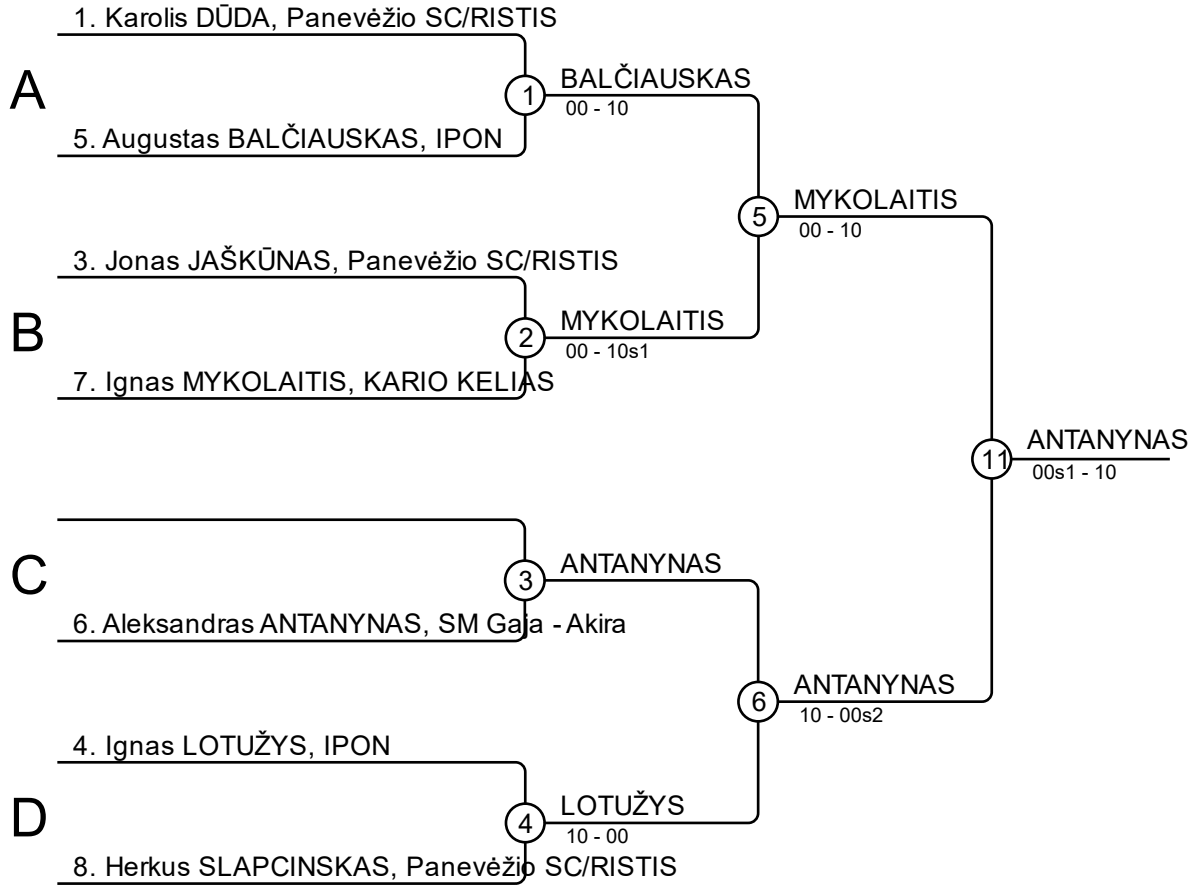 1. Karolis DŪDA, Panevėžio SC/RISTIS
A
1
BALČIAUSKAS
00 - 10
5. Augustas BALČIAUSKAS, IPON
5
MYKOLAITIS
00 - 10
3. Jonas JAŠKŪNAS, Panevėžio SC/RISTIS
B
2
MYKOLAITIS
00 - 10s1
7. Ignas MYKOLAITIS, KARIO KELIAS
11
ANTANYNAS
00s1 - 10
C
3
ANTANYNAS
6. Aleksandras ANTANYNAS, SM Gaja - Akira
6
ANTANYNAS
10 - 00s2
4. Ignas LOTUŽYS, IPON
D
4
LOTUŽYS
10 - 00
8. Herkus SLAPCINSKAS, Panevėžio SC/RISTIS